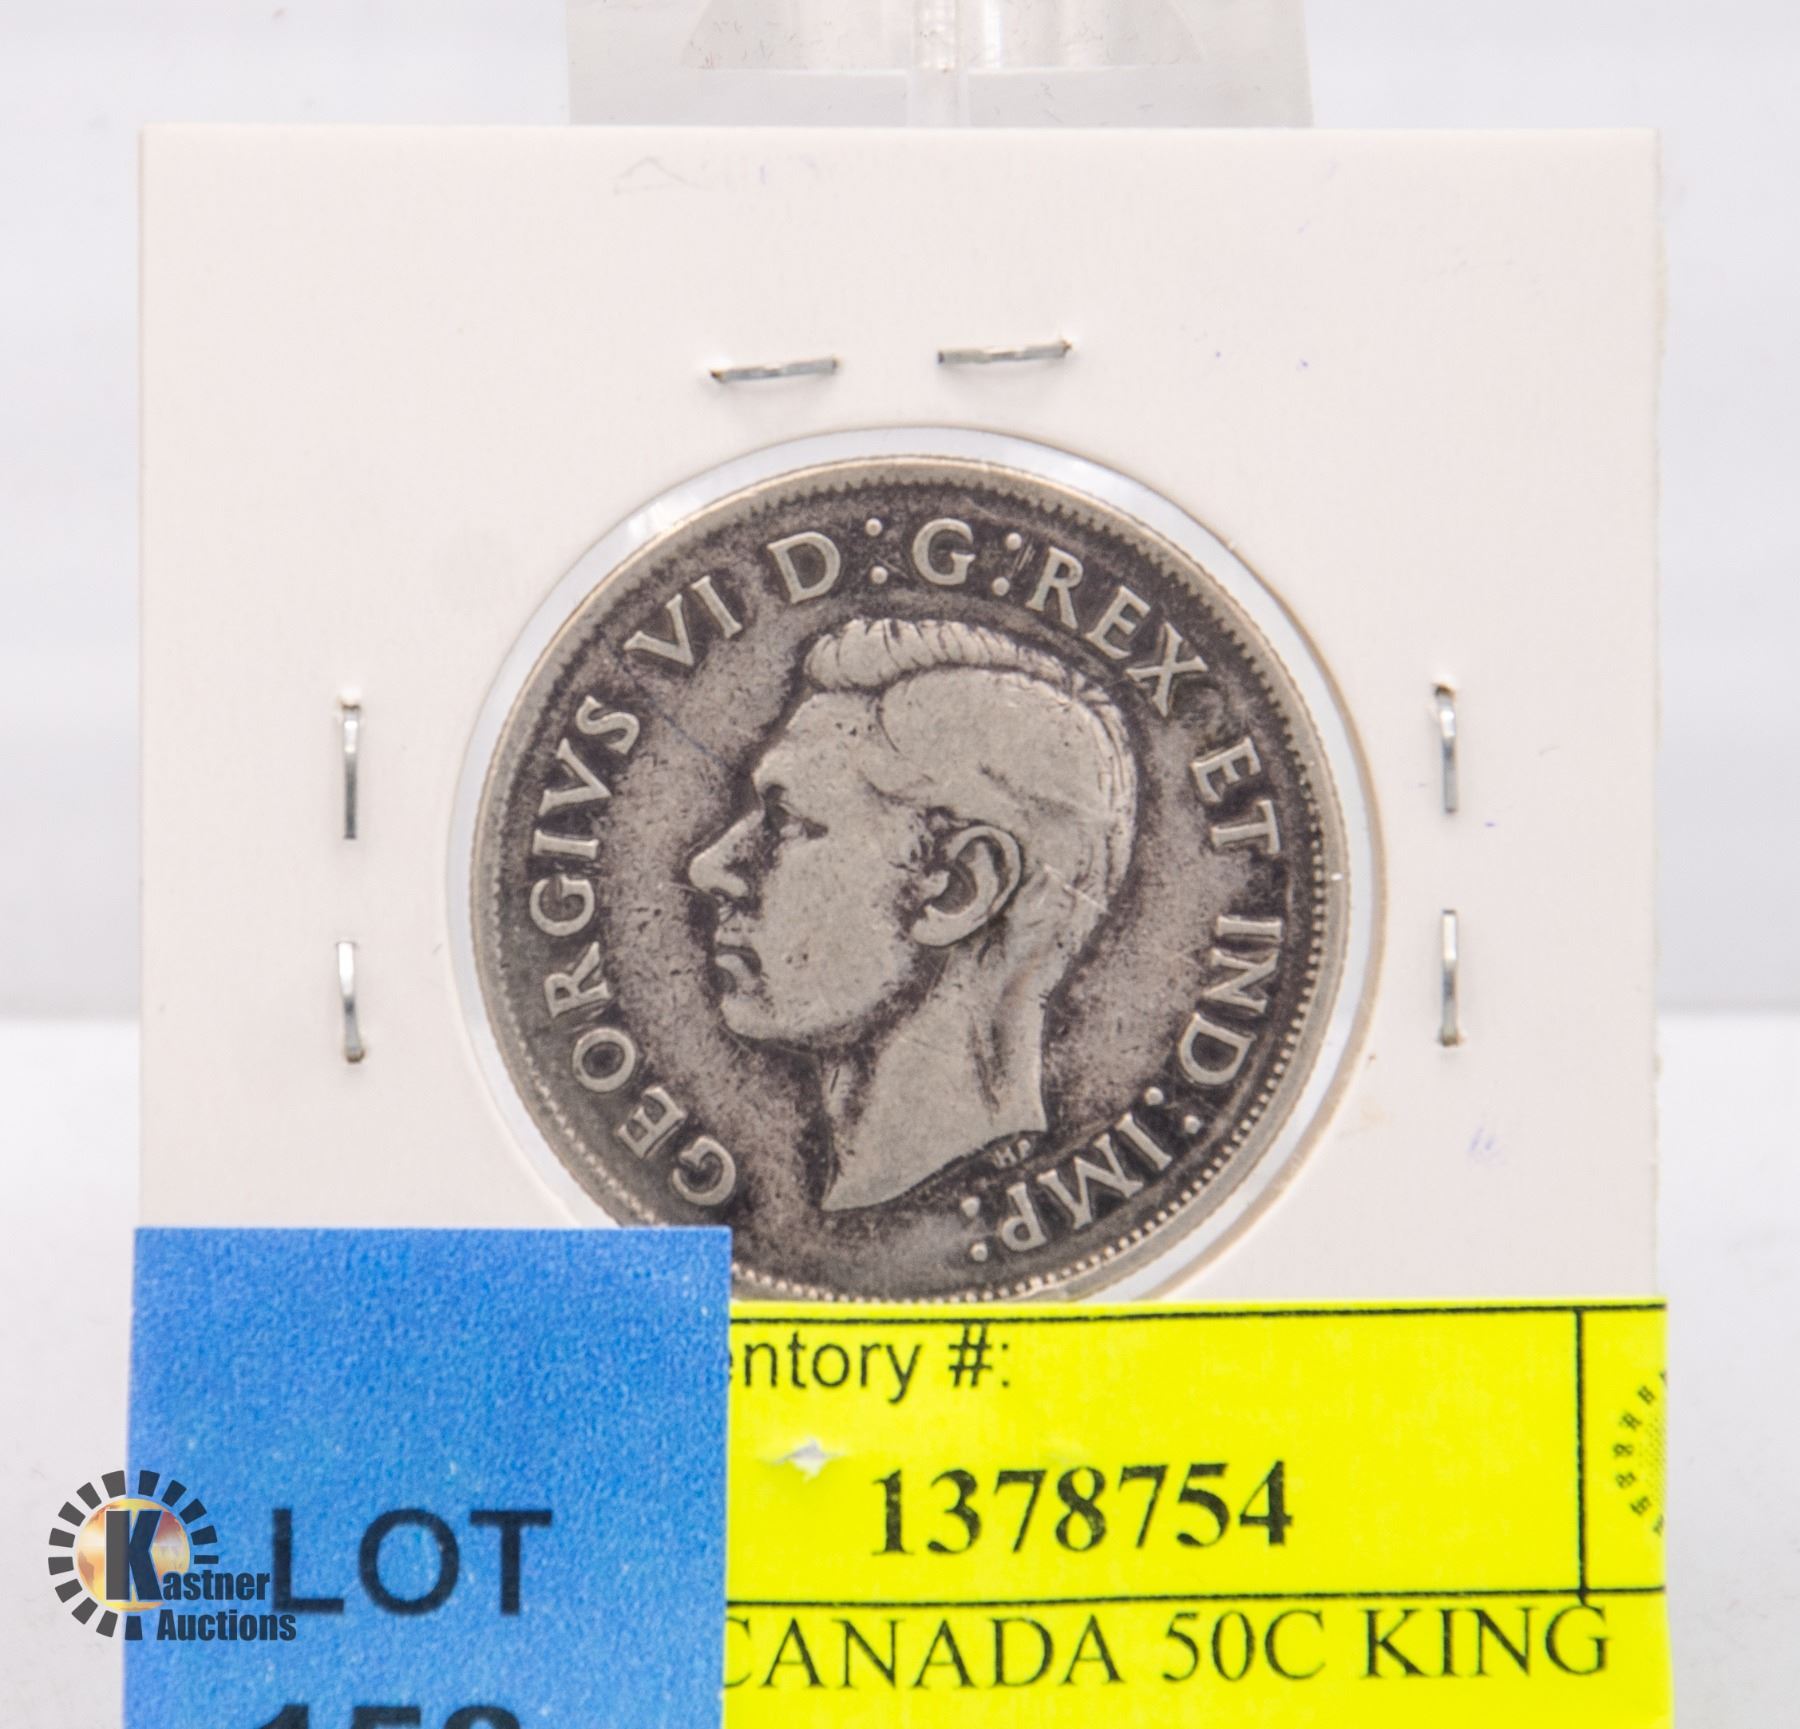 GEORGIVS VI D:G:REX ET IND:IMP:
HP
entory #:
1378754
CANADA 50C KING
LOT
Kastner
Auctions